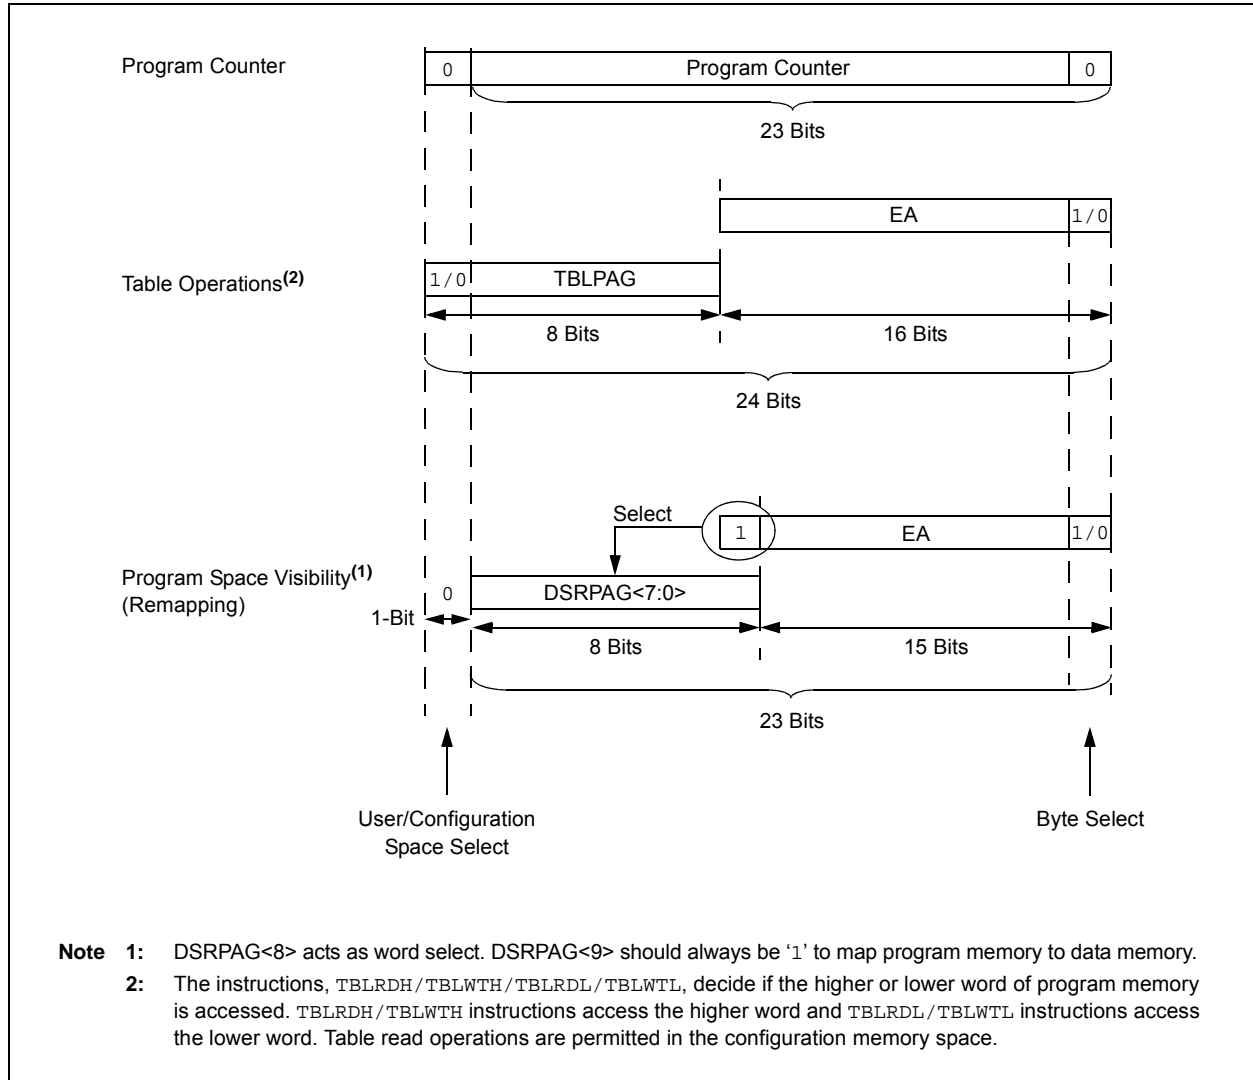 Program Counter
0 Program Counter 0
23 Bits
EA 1/0
Table Operations(2)
1/0 TBLPAG
8 Bits 16 Bits
24 Bits
Select
1 EA 1/0
Program Space Visibility(1)
(Remapping)
0 DSRPAG<7:0>
1-Bit
8 Bits 15 Bits
23 Bits
User/Configuration
Space Select
Byte Select
Note 1: DSRPAG<8> acts as word select. DSRPAG<9> should always be ‘1’ to map program memory to data memory.
2: The instructions, TBLRDH/TBLWTH/TBLRDL/TBLWTL, decide if the higher or lower word of program memory
is accessed. TBLRDH/TBLWTH instructions access the higher word and TBLRDL/TBLWTL instructions access
the lower word. Table read operations are permitted in the configuration memory space.